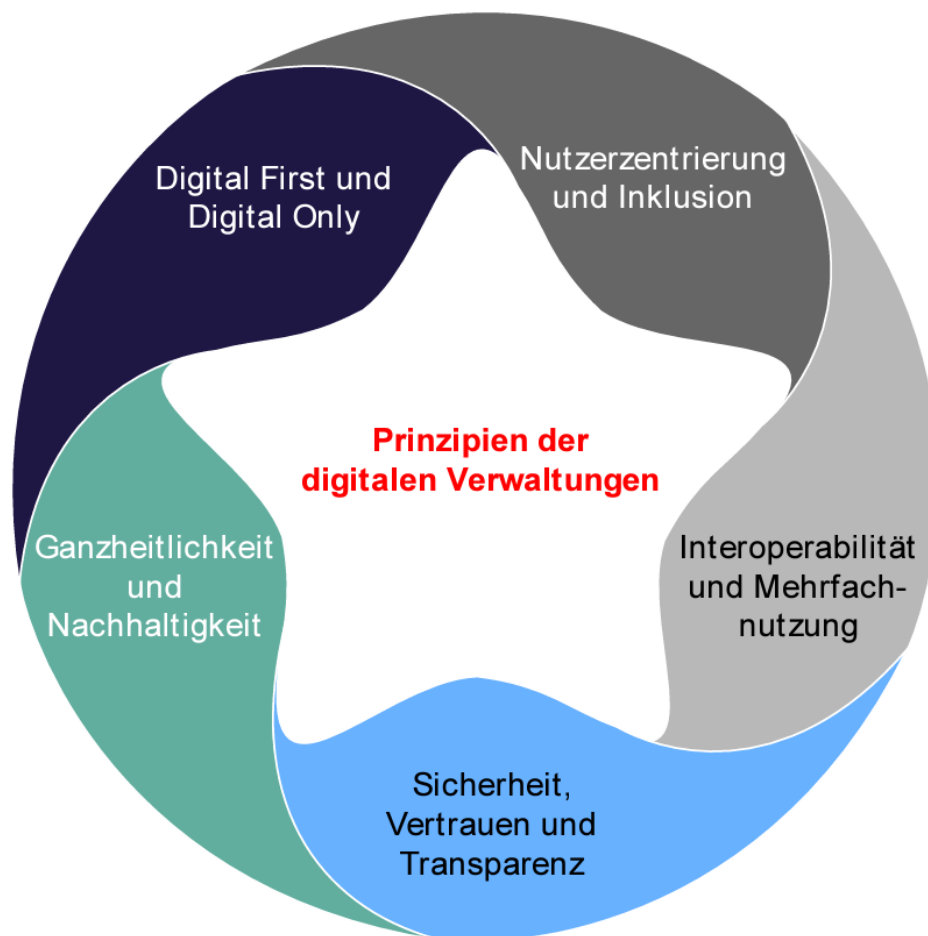 Digital First und
Digital Only
Nutzerzentrierung
und Inklusion
Prinzipien der
digitalen Verwaltungen
Ganzheitlichkeit
und
Nachhaltigkeit
Interoperabilität
und Mehrfach-
nutzung
Sicherheit,
Vertrauen und
Transparenz